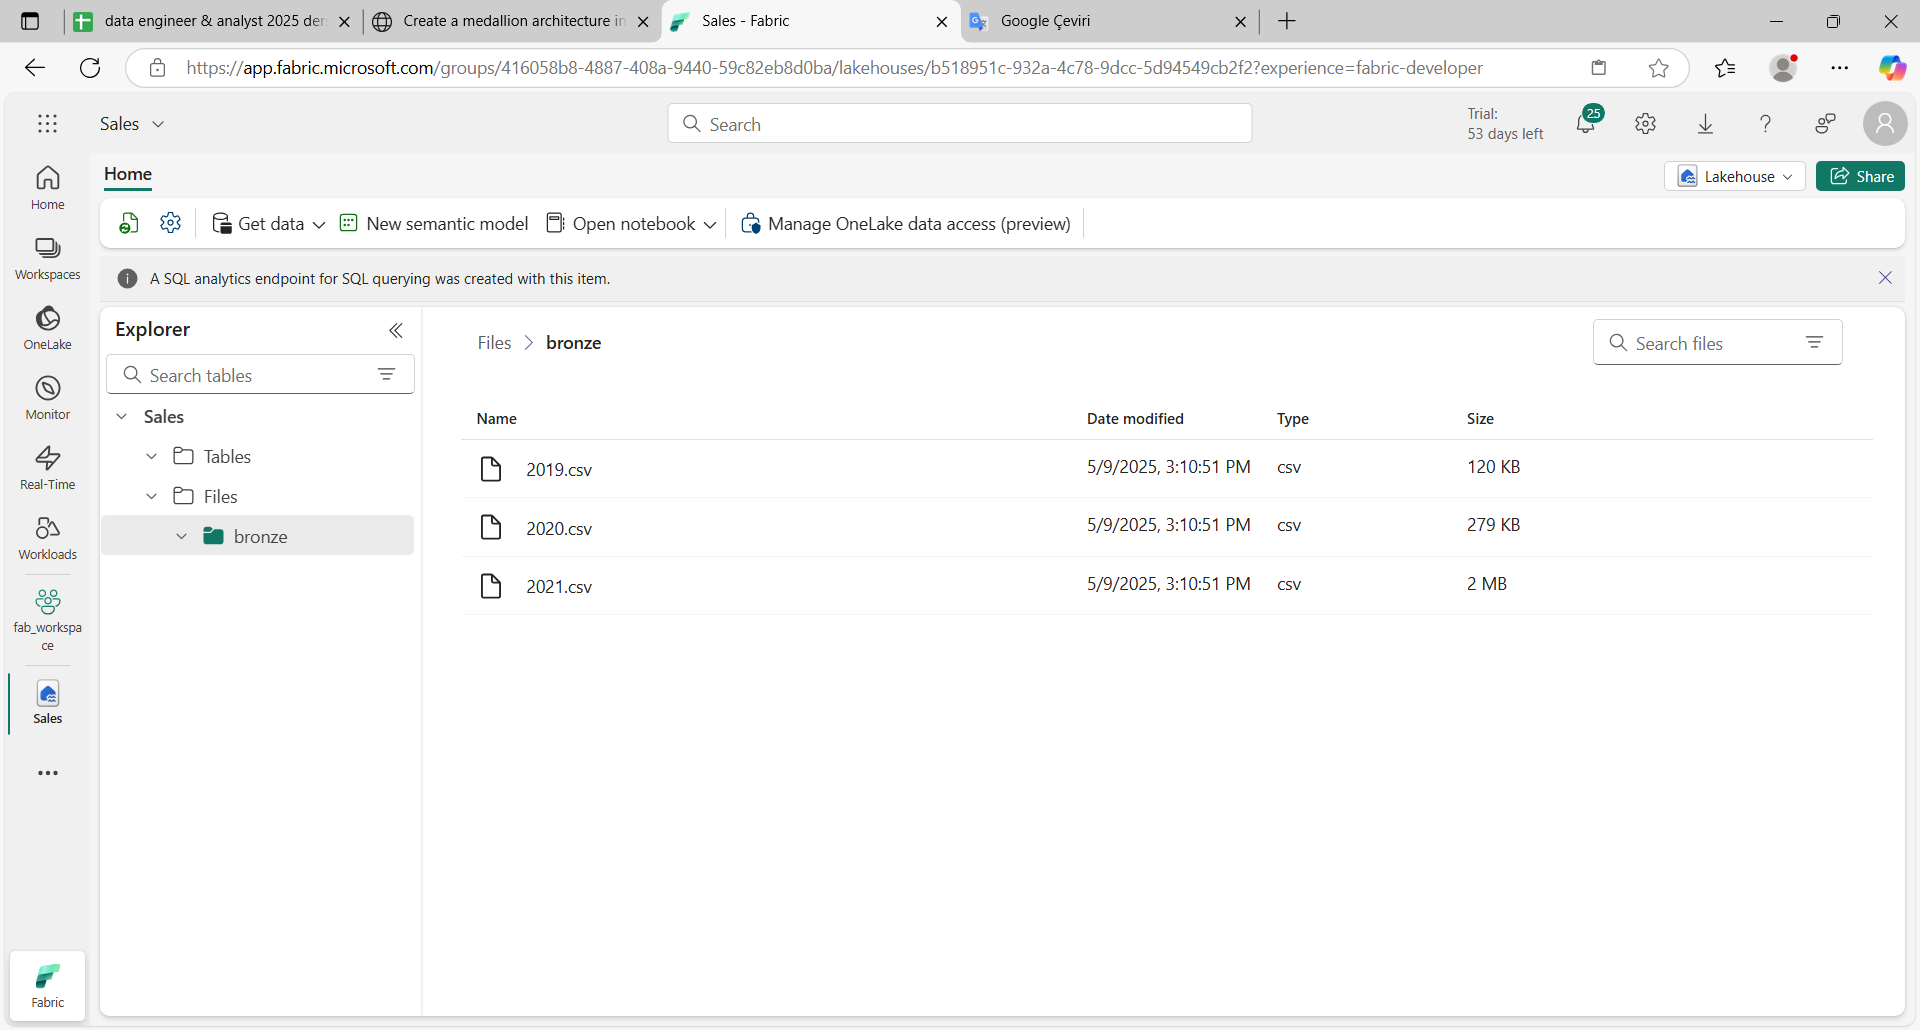 data engineer & analyst 2025 der
Create a medallion architecture in
Sales - Fabric
Google Çeviri
https://app.fabric.microsoft.com/groups/416058b8-4887-408a-9440-59c82eb8d0ba/lakehouses/b518951c-932a-4c78-9dcc-5d94549cb2f2?experience=fabric-developer
Sales
Search
Trial:
53 days left
25
Home
Lakehouse
Share
Get data
New semantic model
Open notebook
Manage OneLake data access (preview)
A SQL analytics endpoint for SQL querying was created with this item.
Home
Workspaces
OneLake
Monitor
Real-Time
Workloads
fab_workspa
ce
Sales
Fabric
Explorer
Search tables
Sales
Tables
Files
bronze
Files > bronze
Search files
Name Date modified Type Size
2019.csv 5/9/2025, 3:10:51 PM csv 120 KB
2020.csv 5/9/2025, 3:10:51 PM csv 279 KB
2021.csv 5/9/2025, 3:10:51 PM csv 2 MB